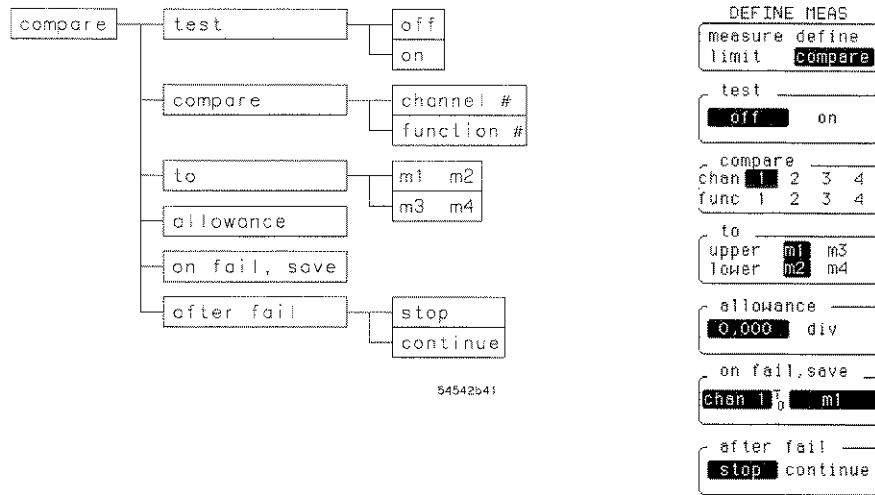 compare
test
off
on
compare
channel #
function #
to
m1 m2
m3 m4
allowance
on fail, save
after fail
stop
continue
54542b41
DEFINE MEAS
measure define
limit compare
test
off on
compare
chan 1 2 3 4
func 1 2 3 4
to
upper m1 m3
lower m2 m4
allowance
0.000 div
on fail,save
chan 1 TO m1
after fail
stop continue